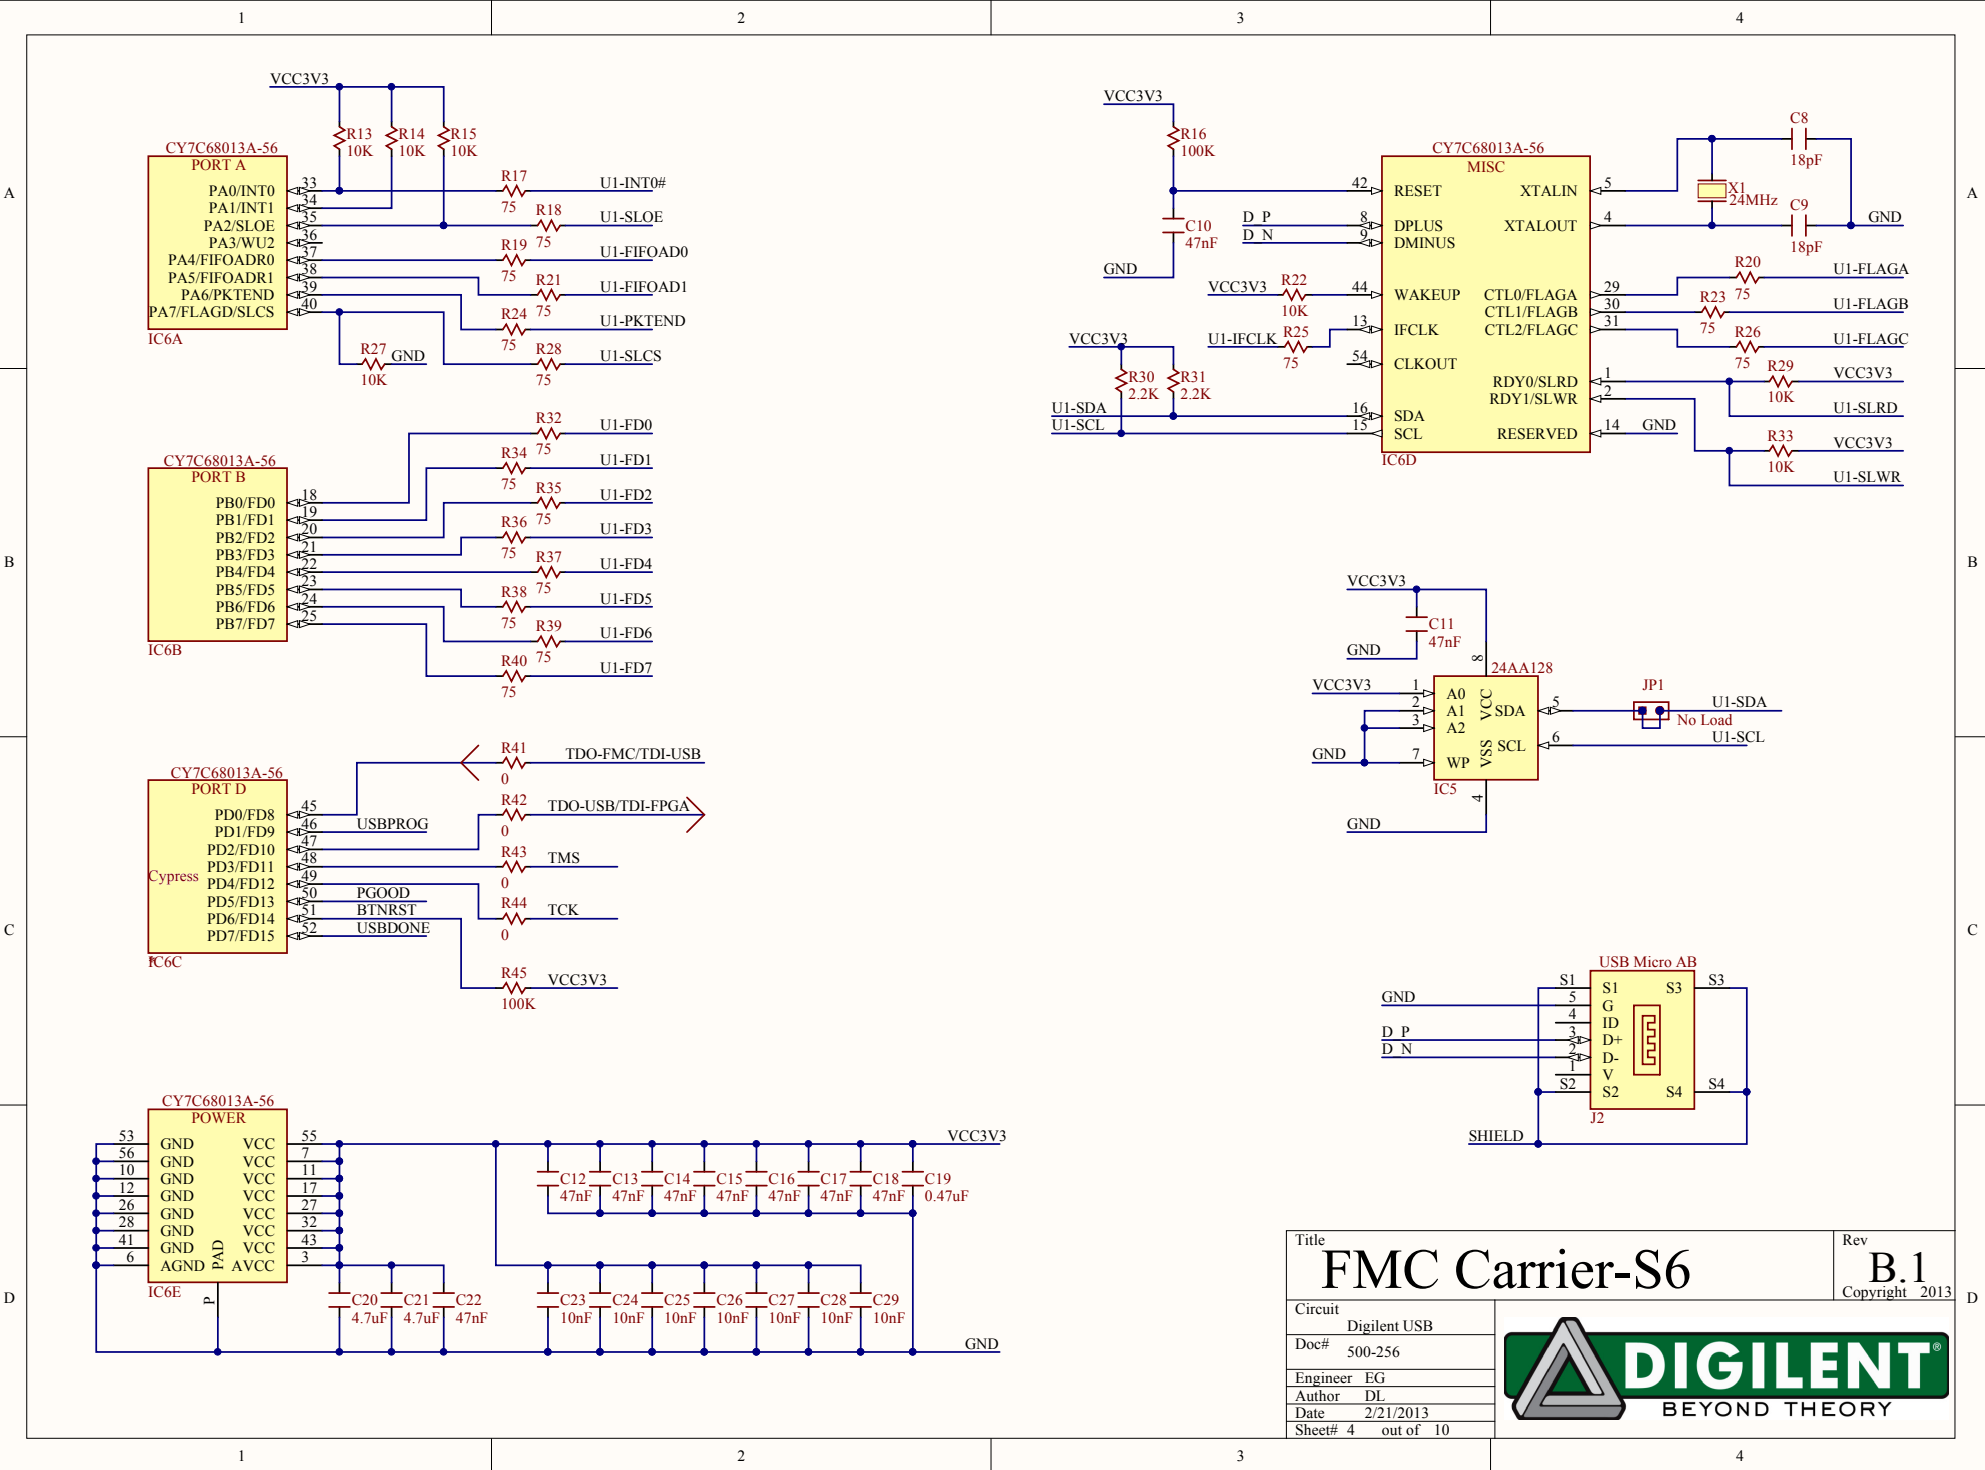 1
2
3
4
A
B
C
D
VCC3V3
R13
10K
R14
10K
R15
10K
CY7C68013A-56
PORT A
PA0/INT0
PA1/INT1
PA2/SLOE
PA3/WU2
PA4/FIFOADR0
PA5/FIFOADR1
PA6/PKTEND
PA7/FLAGD/SLCS
IC6A
33
34
35
36
37
38
39
40
R17
75
U1-INT0#
R18
75
U1-SLOE
R19
75
U1-FIFOAD0
R21
75
U1-FIFOAD1
R24
75
U1-PKTEND
R28
75
U1-SLCS
R27
10K
GND
CY7C68013A-56
PORT B
PB0/FD0
PB1/FD1
PB2/FD2
PB3/FD3
PB4/FD4
PB5/FD5
PB6/FD6
PB7/FD7
IC6B
18
19
20
21
22
23
24
25
R32
75
U1-FD0
R34
75
U1-FD1
R35
75
U1-FD2
R36
75
U1-FD3
R37
75
U1-FD4
R38
75
U1-FD5
R39
75
U1-FD6
R40
75
U1-FD7
CY7C68013A-56
PORT D
PD0/FD8
PD1/FD9
PD2/FD10
PD3/FD11
PD4/FD12
PD5/FD13
PD6/FD14
PD7/FD15
Cypress
*
IC6C
45
46
47
48
49
50
51
52
USBPROG
PGOOD
BTNRST
USBDONE
R41
0
TDO-FMC/TDI-USB
R42
0
TDO-USB/TDI-FPGA
R43
0
TMS
R44
0
TCK
R45
100K
VCC3V3
CY7C68013A-56
POWER
53 GND VCC 55
56 GND VCC 7
10 GND VCC 11
12 GND VCC 17
26 GND VCC 27
28 GND VCC 32
41 GND VCC 43
6 AGND PAD AVCC 3
IC6E
P
C20
4.7uF
C21
4.7uF
C22
47nF
C12
47nF
C13
47nF
C14
47nF
C15
47nF
C16
47nF
C17
47nF
C18
47nF
C19
0.47uF
VCC3V3
C23
10nF
C24
10nF
C25
10nF
C26
10nF
C27
10nF
C28
10nF
C29
10nF
GND
VCC3V3
R16
100K
C10
47nF
GND
D_P
D_N
VCC3V3
R22
10K
U1-IFCLK
R25
75
VCC3V3
R30
2.2K
R31
2.2K
U1-SDA
U1-SCL
CY7C68013A-56
MISC
42 RESET
8 DPLUS
9 DMINUS
44 WAKEUP
13 IFCLK
54 CLKOUT
16 SDA
15 SCL
IC6D
XTALIN 5
XTALOUT 4
CTL0/FLAGA 29
CTL1/FLAGB 30
CTL2/FLAGC 31
RDY0/SLRD 1
RDY1/SLWR 2
RESERVED 14
GND
C8
18pF
X1
24MHz
C9
18pF
GND
R20
75
U1-FLAGA
R23
75
U1-FLAGB
R26
75
U1-FLAGC
R29
10K
VCC3V3
U1-SLRD
R33
10K
VCC3V3
U1-SLWR
VCC3V3
C11
47nF
GND
8
24AA128
VCC3V3
1 A0
2 A1
3 A2
GND
7 WP
VCC
VSS
SDA 5
SCL 6
IC5
4
GND
JP1
No Load
U1-SDA
U1-SCL
USB Micro AB
S1 S1
5 G
4 ID
3 D+
2 D-
1 V
S2 S2
S3 S3
S4 S4
GND
D_P
D_N
J2
SHIELD
Title
FMC Carrier-S6
Rev
B.1
Copyright 2013
Circuit
Digilent USB
Doc# 500-256
Engineer EG
Author DL
Date 2/21/2013
Sheet# 4 out of 10
DIGILENT®
BEYOND THEORY
A
B
C
D
1
2
3
4